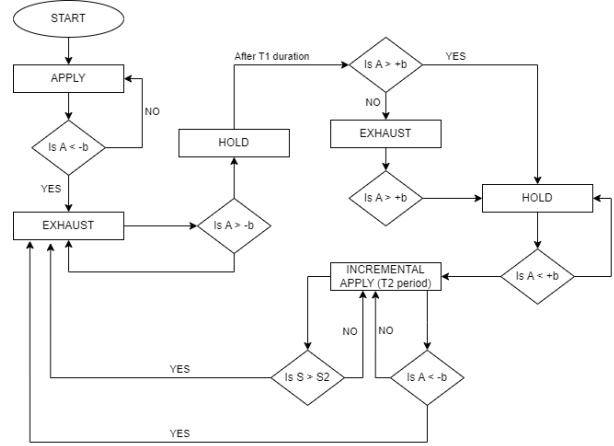 START
APPLY
NO
Is A < -b
YES
EXHAUST
Is A > -b
HOLD
After T1 duration
Is A > +b
YES
NO
EXHAUST
Is A > +b
HOLD
Is A < +b
INCREMENTAL
APPLY (T2 period)
NO
NO
Is S > S2
Is A < -b
YES
YES